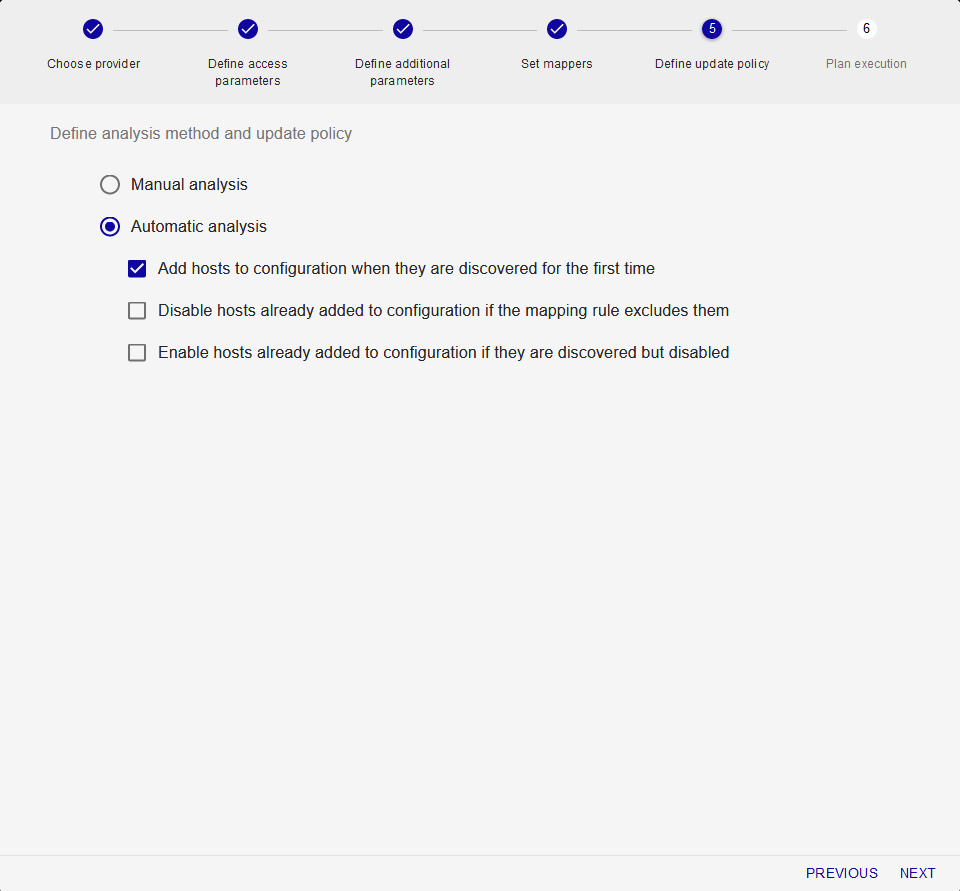 5
6
Choose provider
Define access
parameters
Define additional
parameters
Set mappers
Define update policy
Plan execution
Define analysis method and update policy
Manual analysis
Automatic analysis
Add hosts to configuration when they are discovered for the first time
Disable hosts already added to configuration if the mapping rule excludes them
Enable hosts already added to configuration if they are discovered but disabled
PREVIOUS
NEXT